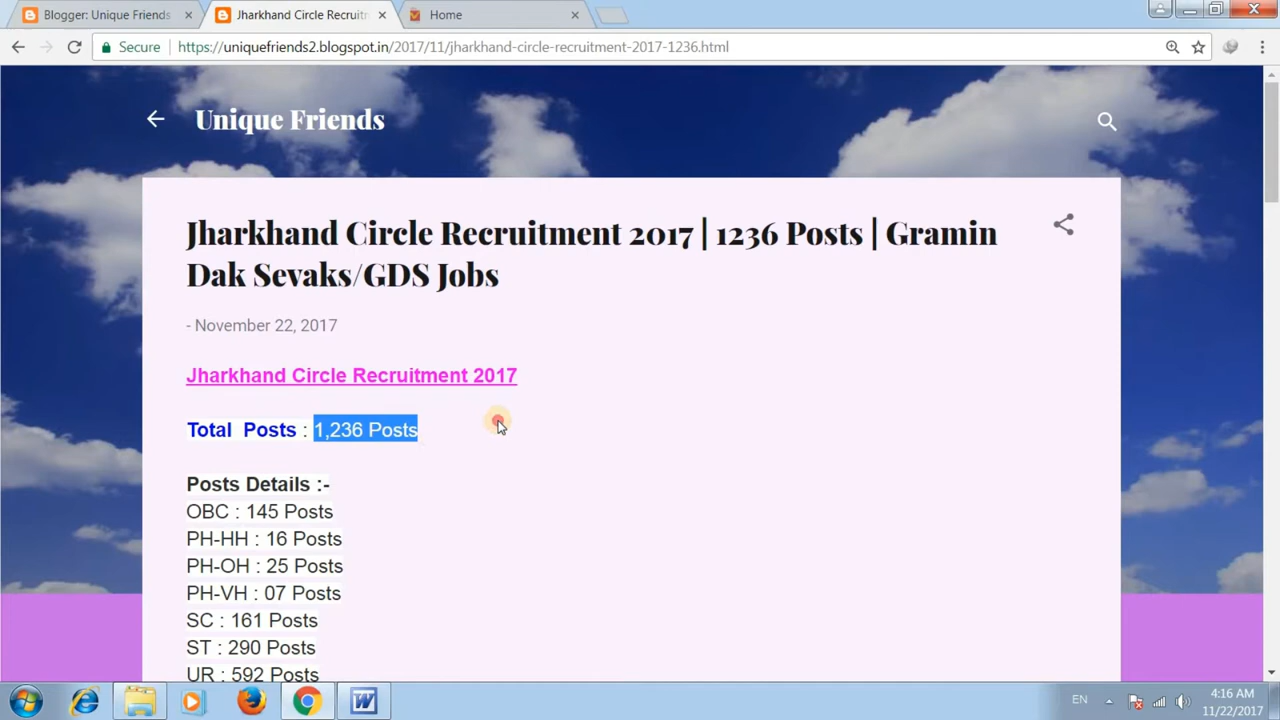 Blogger: Unique Friends
Jharkhand Circle Recruitm
Home
Secure
https://uniquefriends2.blogspot.in/2017/11/jharkhand-circle-recruitment-2017-1236.html
Unique Friends
Jharkhand Circle Recruitment 2017 | 1236 Posts | Gramin
Dak Sevaks/GDS Jobs
- November 22, 2017
Jharkhand Circle Recruitment 2017
Total Posts : 1,236 Posts
Posts Details :-
OBC : 145 Posts
PH-HH : 16 Posts
PH-OH : 25 Posts
PH-VH : 07 Posts
SC : 161 Posts
ST : 290 Posts
UR : 592 Posts
EN
4:16 AM
11/22/2017